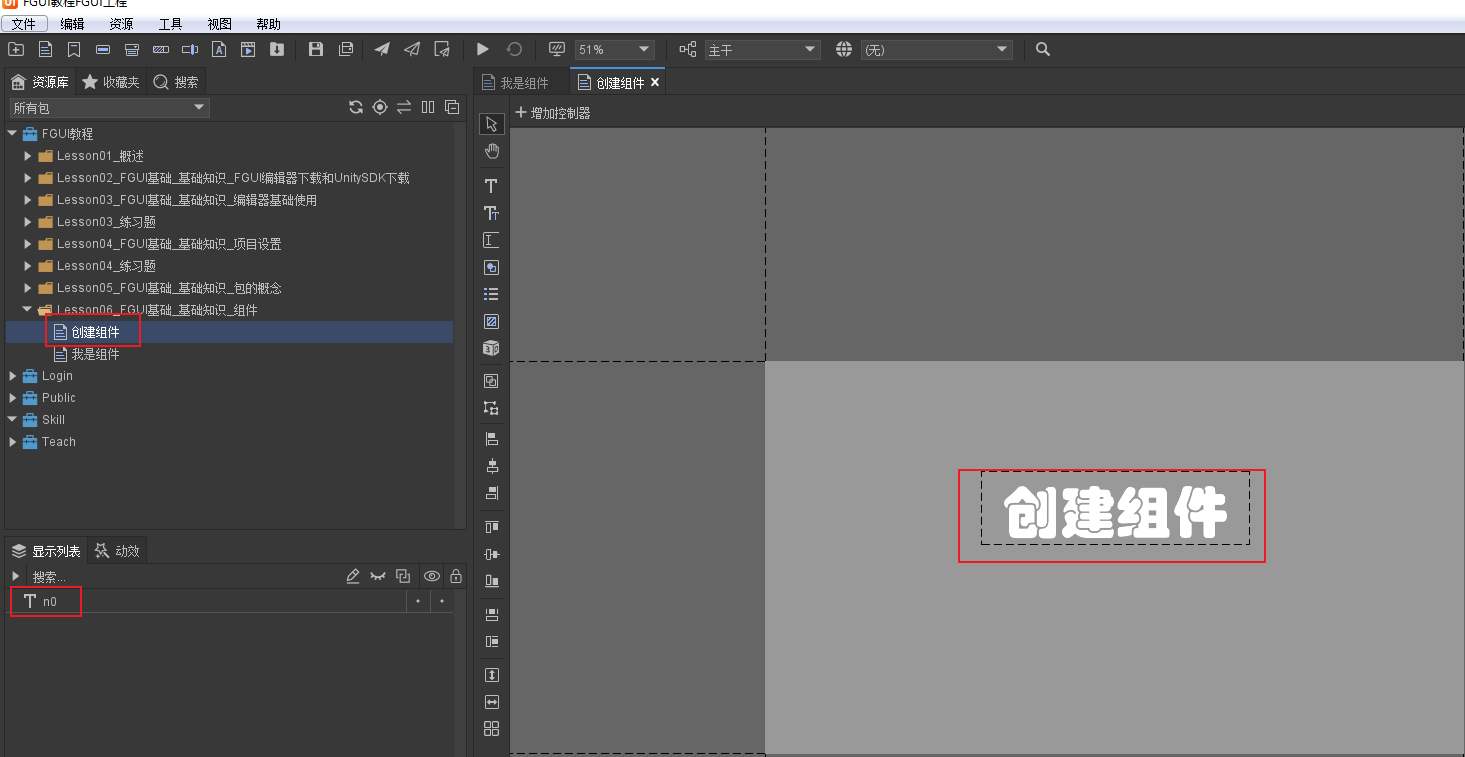 FGUI教程FGUI工程
文件 编辑 资源 工具 视图 帮助
51% 主干 (无)
资源库 收藏夹 搜索
我是组件 创建组件
所有包
增加控制器
FGUI教程
Lesson01_概述
Lesson02_FGUI基础_基础知识_FGUI编辑器下载和UnitySDK下载
Lesson03_FGUI基础_基础知识_编辑器基础使用
Lesson03_练习题
Lesson04_FGUI基础_基础知识_项目设置
Lesson04_练习题
Lesson05_FGUI基础_基础知识_包的概念
Lesson06_FGUI基础_基础知识_组件
创建组件
我是组件
Login
Public
Skill
Teach
创建组件
显示列表 动效
搜索...
n0